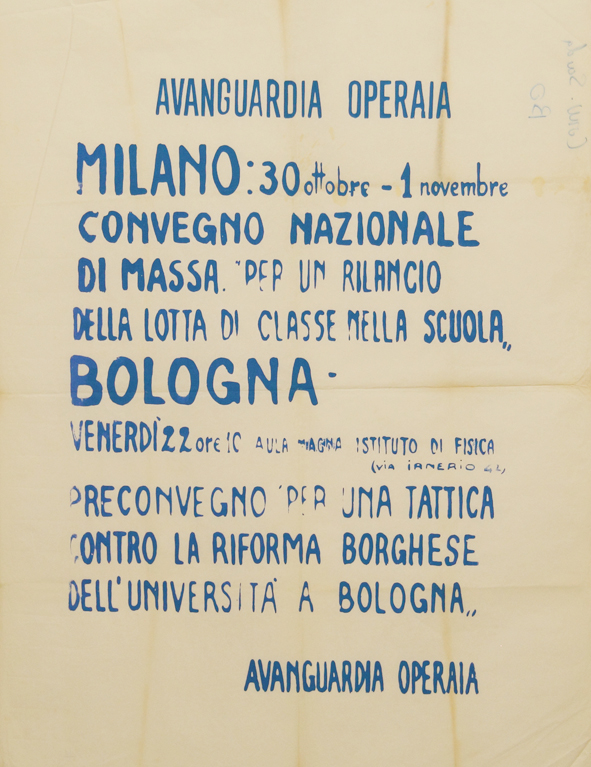 AVANGUARDIA OPERAIA
MILANO: 30 ottobre - 1 novembre
CONVEGNO NAZIONALE
DI MASSA. "PER UN RILANCIO
DELLA LOTTA DI CLASSE NELLA SCUOLA„
BOLOGNA -
VENERDÌ 22 ore 10 AULA MAGNA ISTITUTO DI FISICA
(via IRNERIO 46)
PRECONVEGNO "PER UNA TATTICA
CONTRO LA RIFORMA BORGHESE
DELL'UNIVERSITA' A BOLOGNA„
AVANGUARDIA OPERAIA